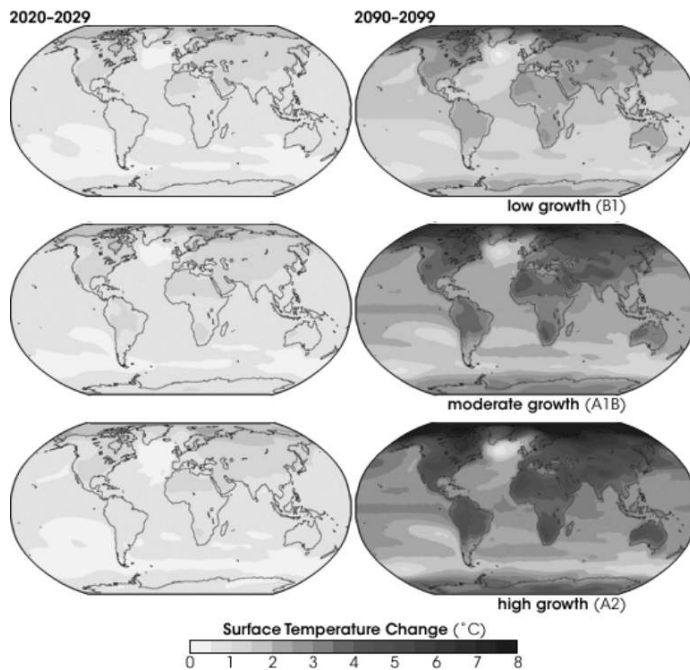 2020–2029 2090–2099
low growth (B1)
moderate growth (A1B)
high growth (A2)
Surface Temperature Change (˚C)
0 1 2 3 4 5 6 7 8